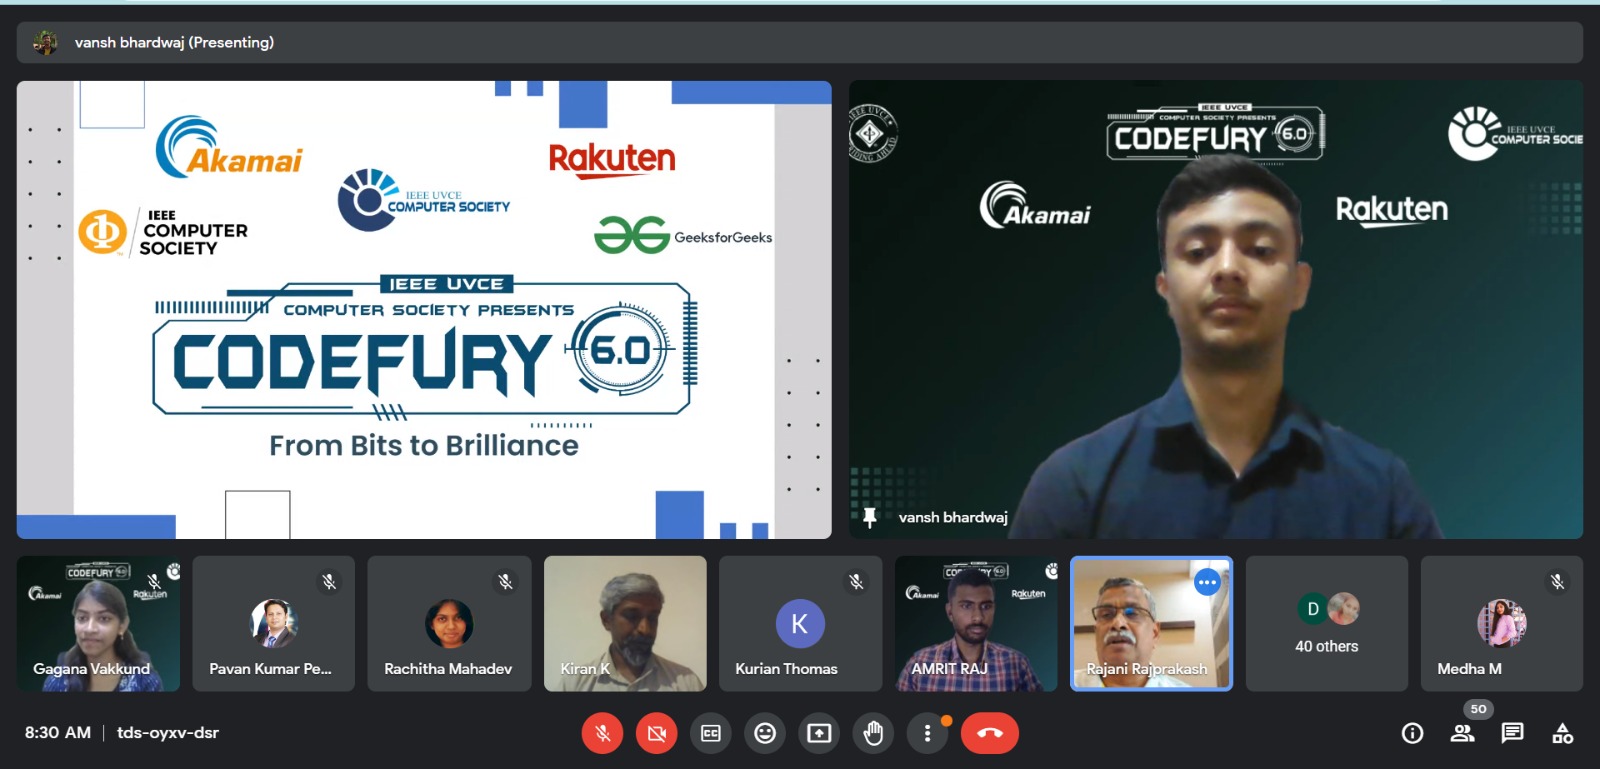 vansh bhardwaj (Presenting)
Akamai
Rakuten
IEEE UVCE
COMPUTER SOCIETY
IEEE
COMPUTER
SOCIETY
GeeksforGeeks
IEEE UVCE
COMPUTER SOCIETY PRESENTS
CODEFURY 6.0
From Bits to Brilliance
IEEE UVCE
COMPUTER SOCIETY PRESENTS
CODEFURY 6.0
IEEE UVCE
COMPUTER SOCIE
Akamai
Rakuten
vansh bhardwaj
CODEFURY
Akamai
Rakuten
Gagana Vakkund
Pavan Kumar Pe...
Rachitha Mahadev
Kiran K
K
Kurian Thomas
Akamai
Rakuten
AMRIT RAJ
Rajani Rajprakash
D
40 others
Medha M
8:30 AM | tds-oyxv-dsr
CC
50